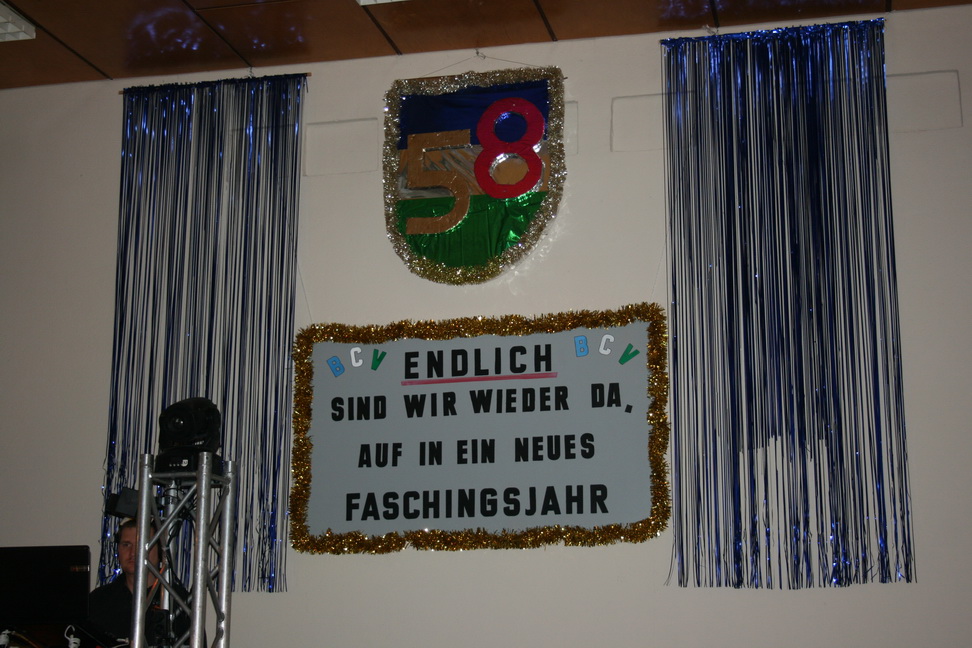 58
BCV ENDLICH BCV
SIND WIR WIEDER DA.
AUF IN EIN NEUES
FASCHINGSJAHR